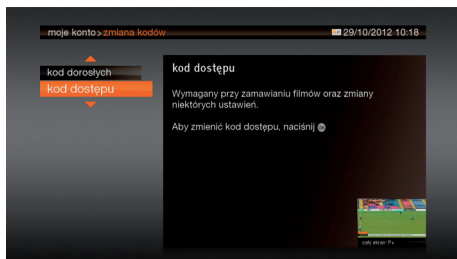 moje konto > zmiana kodów 29/10/2012 10:18
kod dorosłych
kod dostępu
kod dostępu
Wymagany przy zamawianiu filmów oraz zmiany
niektórych ustawień.
Aby zmienić kod dostępu, naciśnij OK
cały ekran: P+